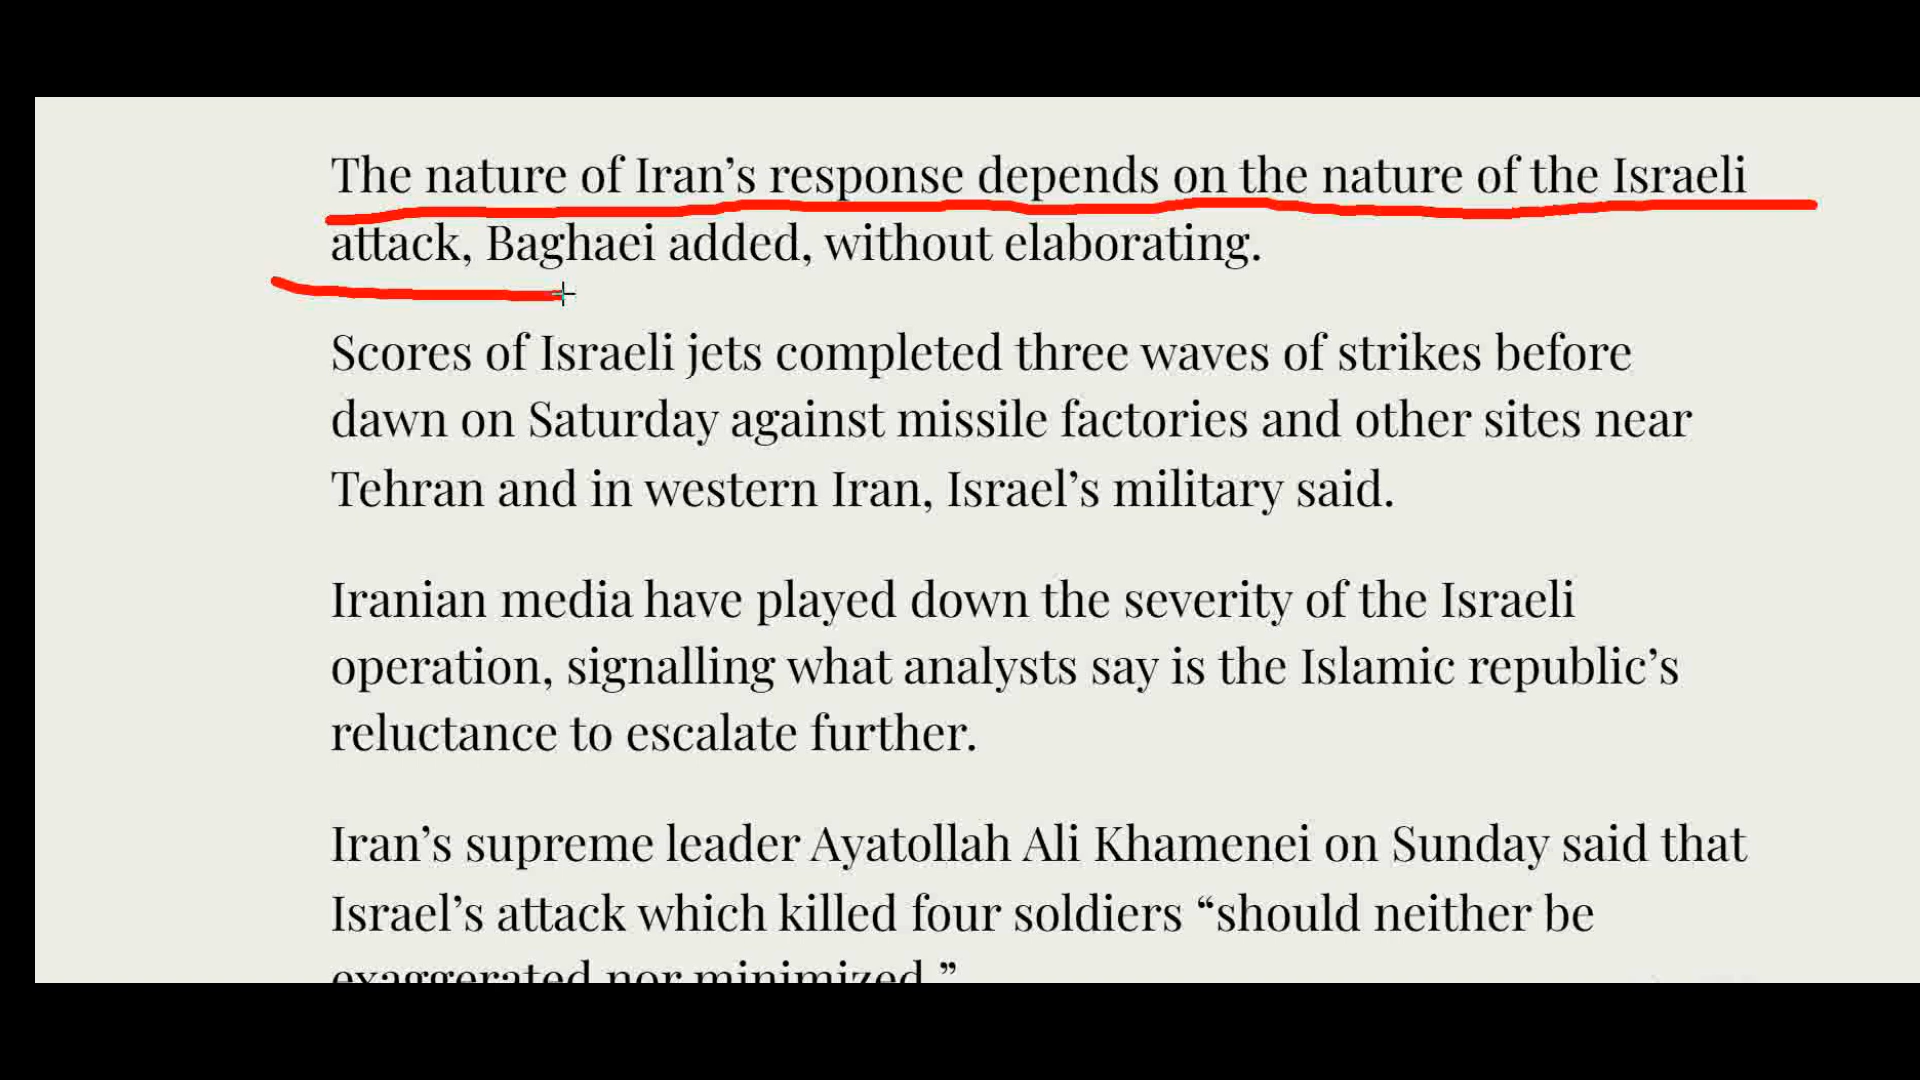 The nature of Iran’s response depends on the nature of the Israeli
attack, Baghaei added, without elaborating.
Scores of Israeli jets completed three waves of strikes before
dawn on Saturday against missile factories and other sites near
Tehran and in western Iran, Israel’s military said.
Iranian media have played down the severity of the Israeli
operation, signalling what analysts say is the Islamic republic’s
reluctance to escalate further.
Iran’s supreme leader Ayatollah Ali Khamenei on Sunday said that
Israel’s attack which killed four soldiers “should neither be
exaggerated nor minimized.”